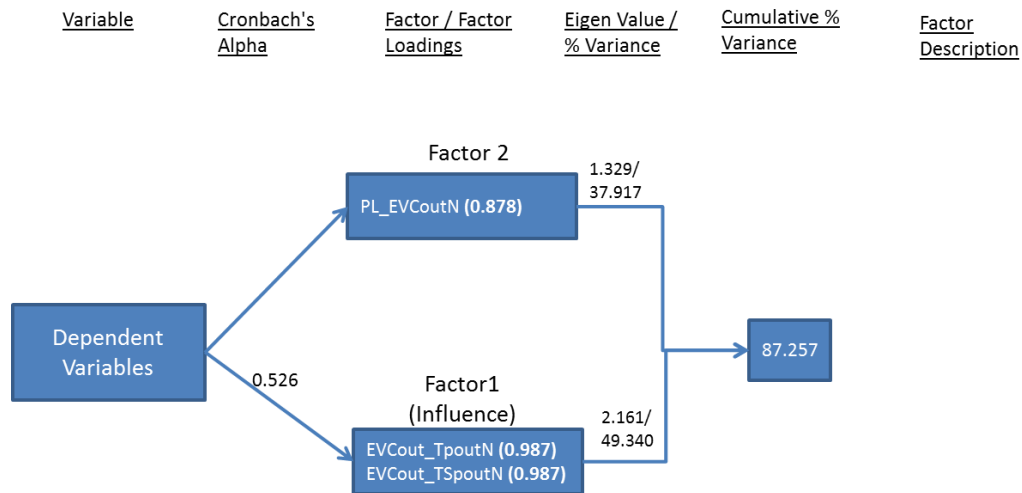 Variable
Cronbach's
Alpha
Factor / Factor
Loadings
Eigen Value /
% Variance
Cumulative %
Variance
Factor
Description
Factor 2
PL_EVCoutN (0.878)
1.329/
37.917
Dependent
Variables
0.526
Factor1
(Influence)
EVCout_TpoutN (0.987)
EVCout_TSpoutN (0.987)
2.161/
49.340
87.257